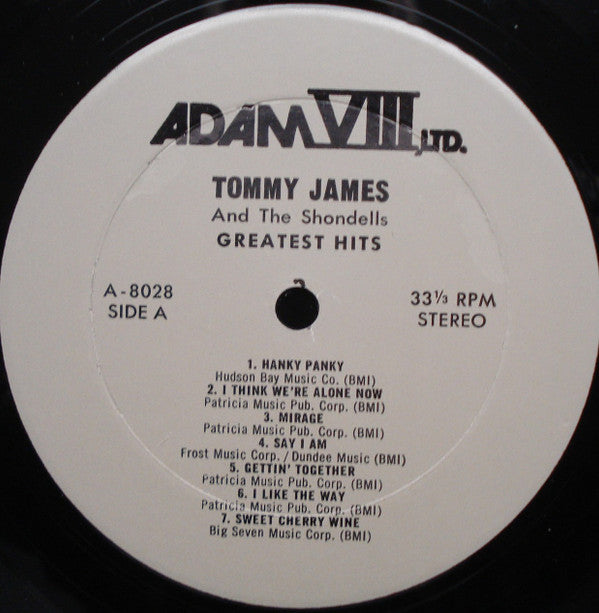 ADAM VIII, LTD.
TOMMY JAMES
And The Shondells
GREATEST HITS
A-8028
SIDE A
33⅓ RPM
STEREO
1. HANKY PANKY
Hudson Bay Music Co. (BMI)
2. I THINK WE'RE ALONE NOW
Patricia Music Pub. Corp. (BMI)
3. MIRAGE
Patricia Music Pub. Corp. (BMI)
4. SAY I AM
Frost Music Corp. / Dundee Music (BMI)
5. GETTIN' TOGETHER
Patricia Music Pub. Corp. (BMI)
6. I LIKE THE WAY
Patricia Music Pub. Corp. (BMI)
7. SWEET CHERRY WINE
Big Seven Music Corp. (BMI)